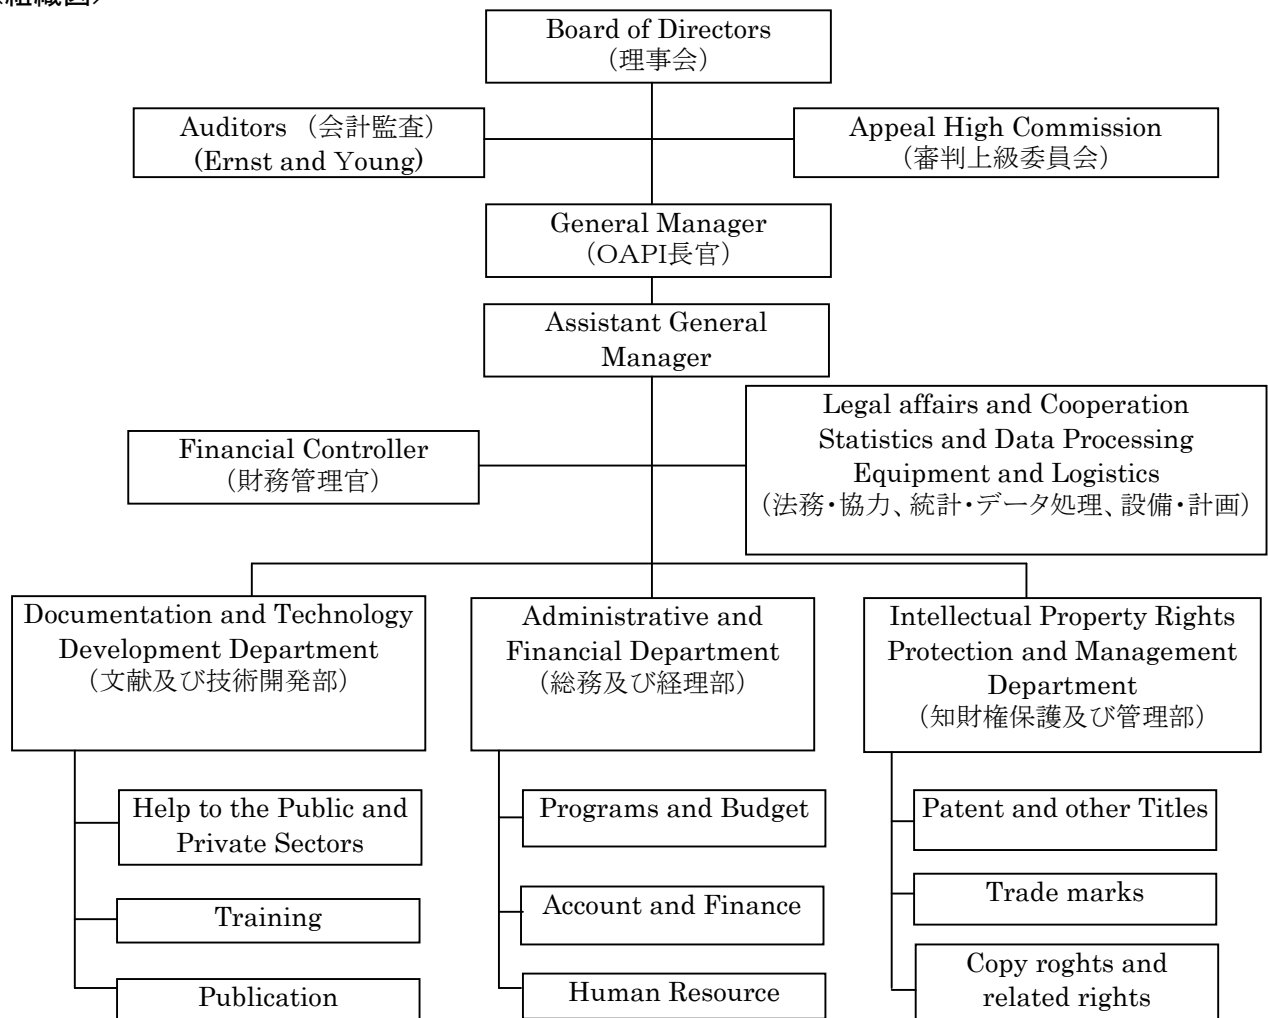 Board of Directors
（理事会）
Auditors （会計監査）
(Ernst and Young)
Appeal High Commission
（審判上級委員会）
General Manager
（OAPI長官）
Assistant General
Manager
Legal affairs and Cooperation
Statistics and Data Processing
Equipment and Logistics
（法務・協力、統計・データ処理、設備・計画）
Financial Controller
（財務管理官）
Documentation and Technology
Development Department
（文献及び技術開発部）
Administrative and
Financial Department
（総務及び経理部）
Intellectual Property Rights
Protection and Management
Department
（知財権保護及び管理部）
Help to the Public and
Private Sectors
Training
Publication
Programs and Budget
Account and Finance
Human Resource
Patent and other Titles
Trade marks
Copy roghts and
related rights